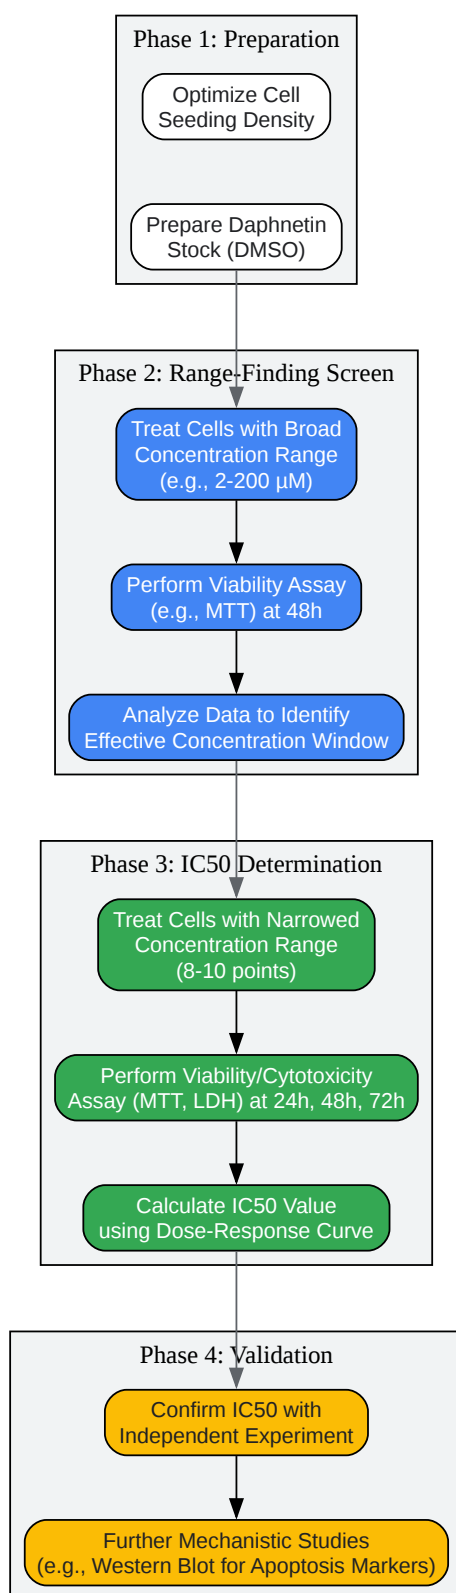 Phase 1: Preparation
Optimize Cell
Seeding Density
Prepare Daphnetin
Stock (DMSO)
Phase 2: Range-Finding Screen
Treat Cells with Broad
Concentration Range
(e.g., 2-200 µM)
Perform Viability Assay
(e.g., MTT) at 48h
Analyze Data to Identify
Effective Concentration Window
Phase 3: IC50 Determination
Treat Cells with Narrowed
Concentration Range
(8-10 points)
Perform Viability/Cytotoxicity
Assay (MTT, LDH) at 24h, 48h, 72h
Calculate IC50 Value
using Dose-Response Curve
Phase 4: Validation
Confirm IC50 with
Independent Experiment
Further Mechanistic Studies
(e.g., Western Blot for Apoptosis Markers)